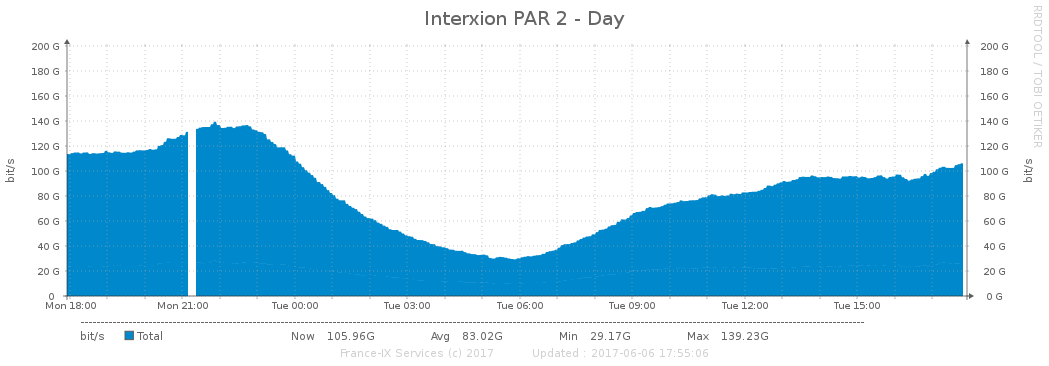 Interxion PAR 2 - Day
RRDTOOL / TOBI OETIKER
bit/s
200 G 200 G
180 G 180 G
160 G 160 G
140 G 140 G
120 G 120 G
100 G 100 G
80 G 80 G
60 G 60 G
40 G 40 G
20 G 20 G
0 0 G
bit/s
Mon 18:00 Mon 21:00 Tue 00:00 Tue 03:00 Tue 06:00 Tue 09:00 Tue 12:00 Tue 15:00
bit/s Total Now 105.96G Avg 83.02G Min 29.17G Max 139.23G
France-IX Services (c) 2017 Updated : 2017-06-06 17:55:06